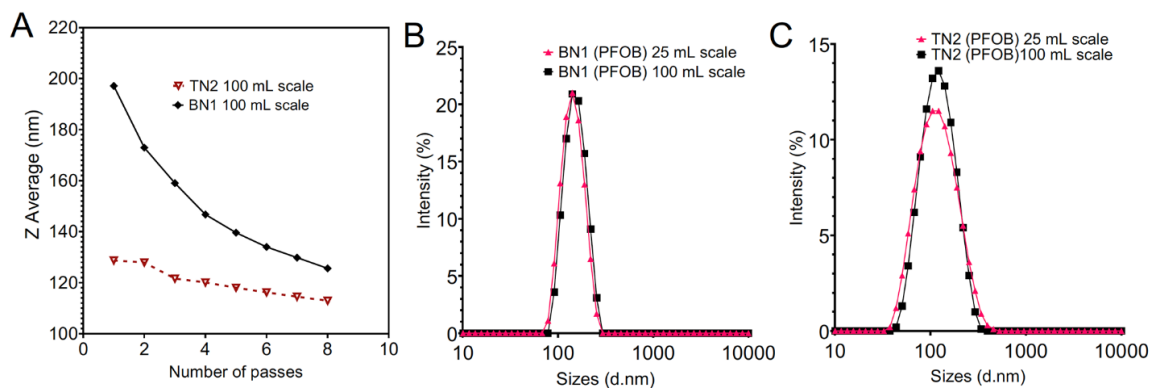 A
Z Average (nm)
220
200
180
160
140
120
100
TN2 100 mL scale
BN1 100 mL scale
0
2
4
6
8
10
Number of passes
B
Intensity (%)
25
20
15
10
5
0
BN1 (PFOB) 25 mL scale
BN1 (PFOB) 100 mL scale
10
100
1000
10000
Sizes (d.nm)
C
Intensity (%)
15
10
5
0
TN2 (PFOB) 25 mL scale
TN2 (PFOB)100 mL scale
10
100
1000
10000
Sizes (d.nm)